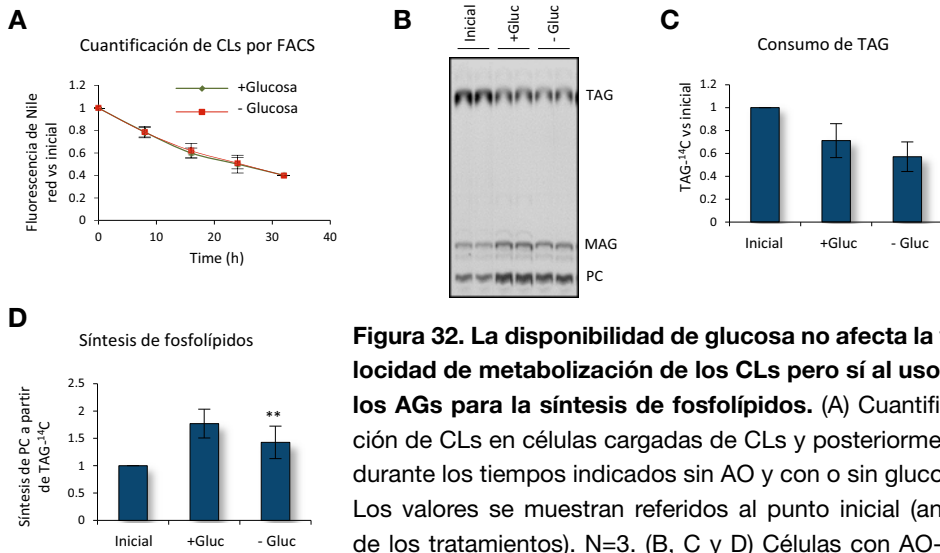 A
Cuantificación de CLs por FACS
Fluorescencia de Nile
red vs inicial
1.2
1
0.8
0.6
0.4
0.2
0
0
10
20
30
40
Time (h)
+Glucosa
- Glucosa
B
Inicial
+Gluc
- Gluc
TAG
MAG
PC
C
Consumo de TAG
TAG-¹⁴C vs inicial
1.2
1
0.8
0.6
0.4
0.2
0
Inicial
+Gluc
- Gluc
D
Síntesis de fosfolípidos
Síntesis de PC a partir
de TAG-¹⁴C
2.5
2
1.5
1
0.5
0
**
Inicial
+Gluc
- Gluc
Figura 32. La disponibilidad de glucosa no afecta la
locidad de metabolización de los CLs pero sí al uso
los AGs para la síntesis de fosfolípidos. (A) Cuantifi
ción de CLs en células cargadas de CLs y posteriorme
durante los tiempos indicados sin AO y con o sin gluco
Los valores se muestran referidos al punto inicial (an
de los tratamientos). N=3. (B, C y D) Células con AO-